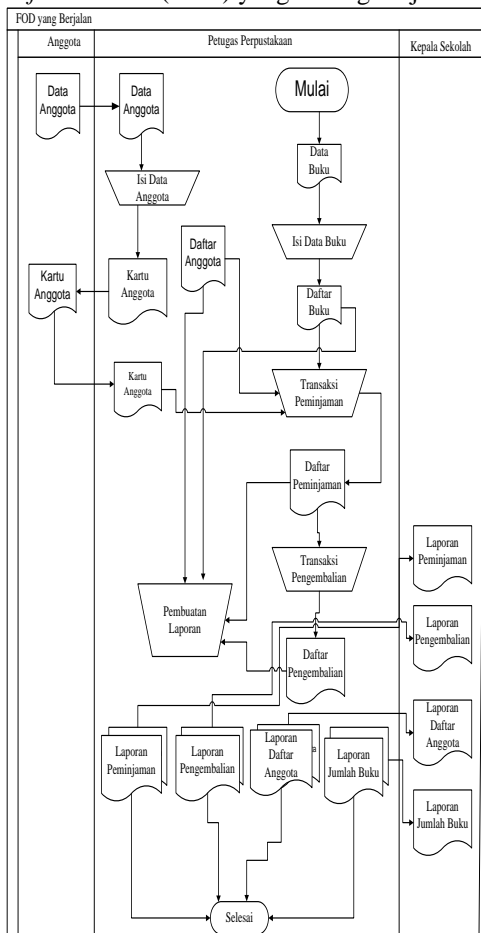 FOD yang Berjalan
Anggota
Petugas Perpustakaan
Kepala Sekolah
Data
Anggota
Data
Anggota
Mulai
Data
Buku
Isi Data
Anggota
Isi Data Buku
Daftar
Anggota
Kartu
Anggota
Kartu
Anggota
Daftar
Buku
Kartu
Anggota
Transaksi
Peminjaman
Daftar
Peminjaman
Laporan
Peminjaman
Transaksi
Pengembalian
Pembuatan
Laporan
Laporan
Pengembalian
Daftar
Pengembalian
Laporan
Daftar
Anggota
Laporan
Peminjaman
Laporan
Pengembalian
Laporan
Daftar
Anggota
Laporan
Jumlah Buku
Laporan
Jumlah Buku
Selesai